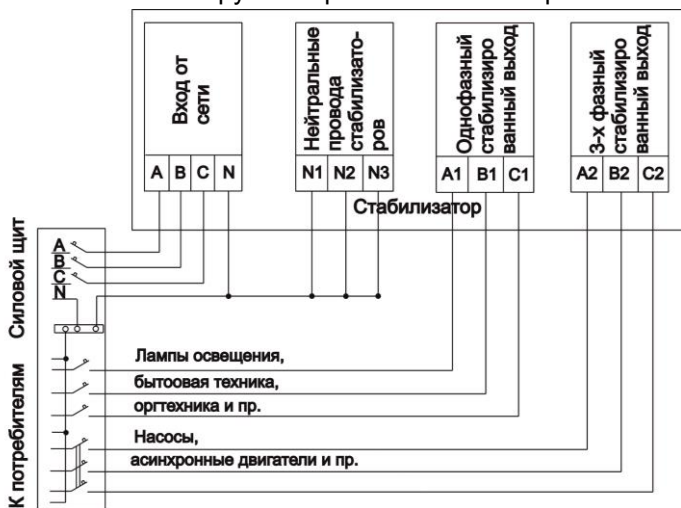 Вход от
сети
A B C N
Нейтральные
провода
стабилизато-
ров
N1 N2 N3
Однофазный
стабилизиро
ванный выход
A1 B1 C1
3-х фазный
стабилизиро
ванный выход
A2 B2 C2
Стабилизатор
Силовой щит
A
B
C
N
К потребителям
Лампы освещения,
бытоовая техника,
оргтехника и пр.
Насосы,
асинхронные двигатели и пр.